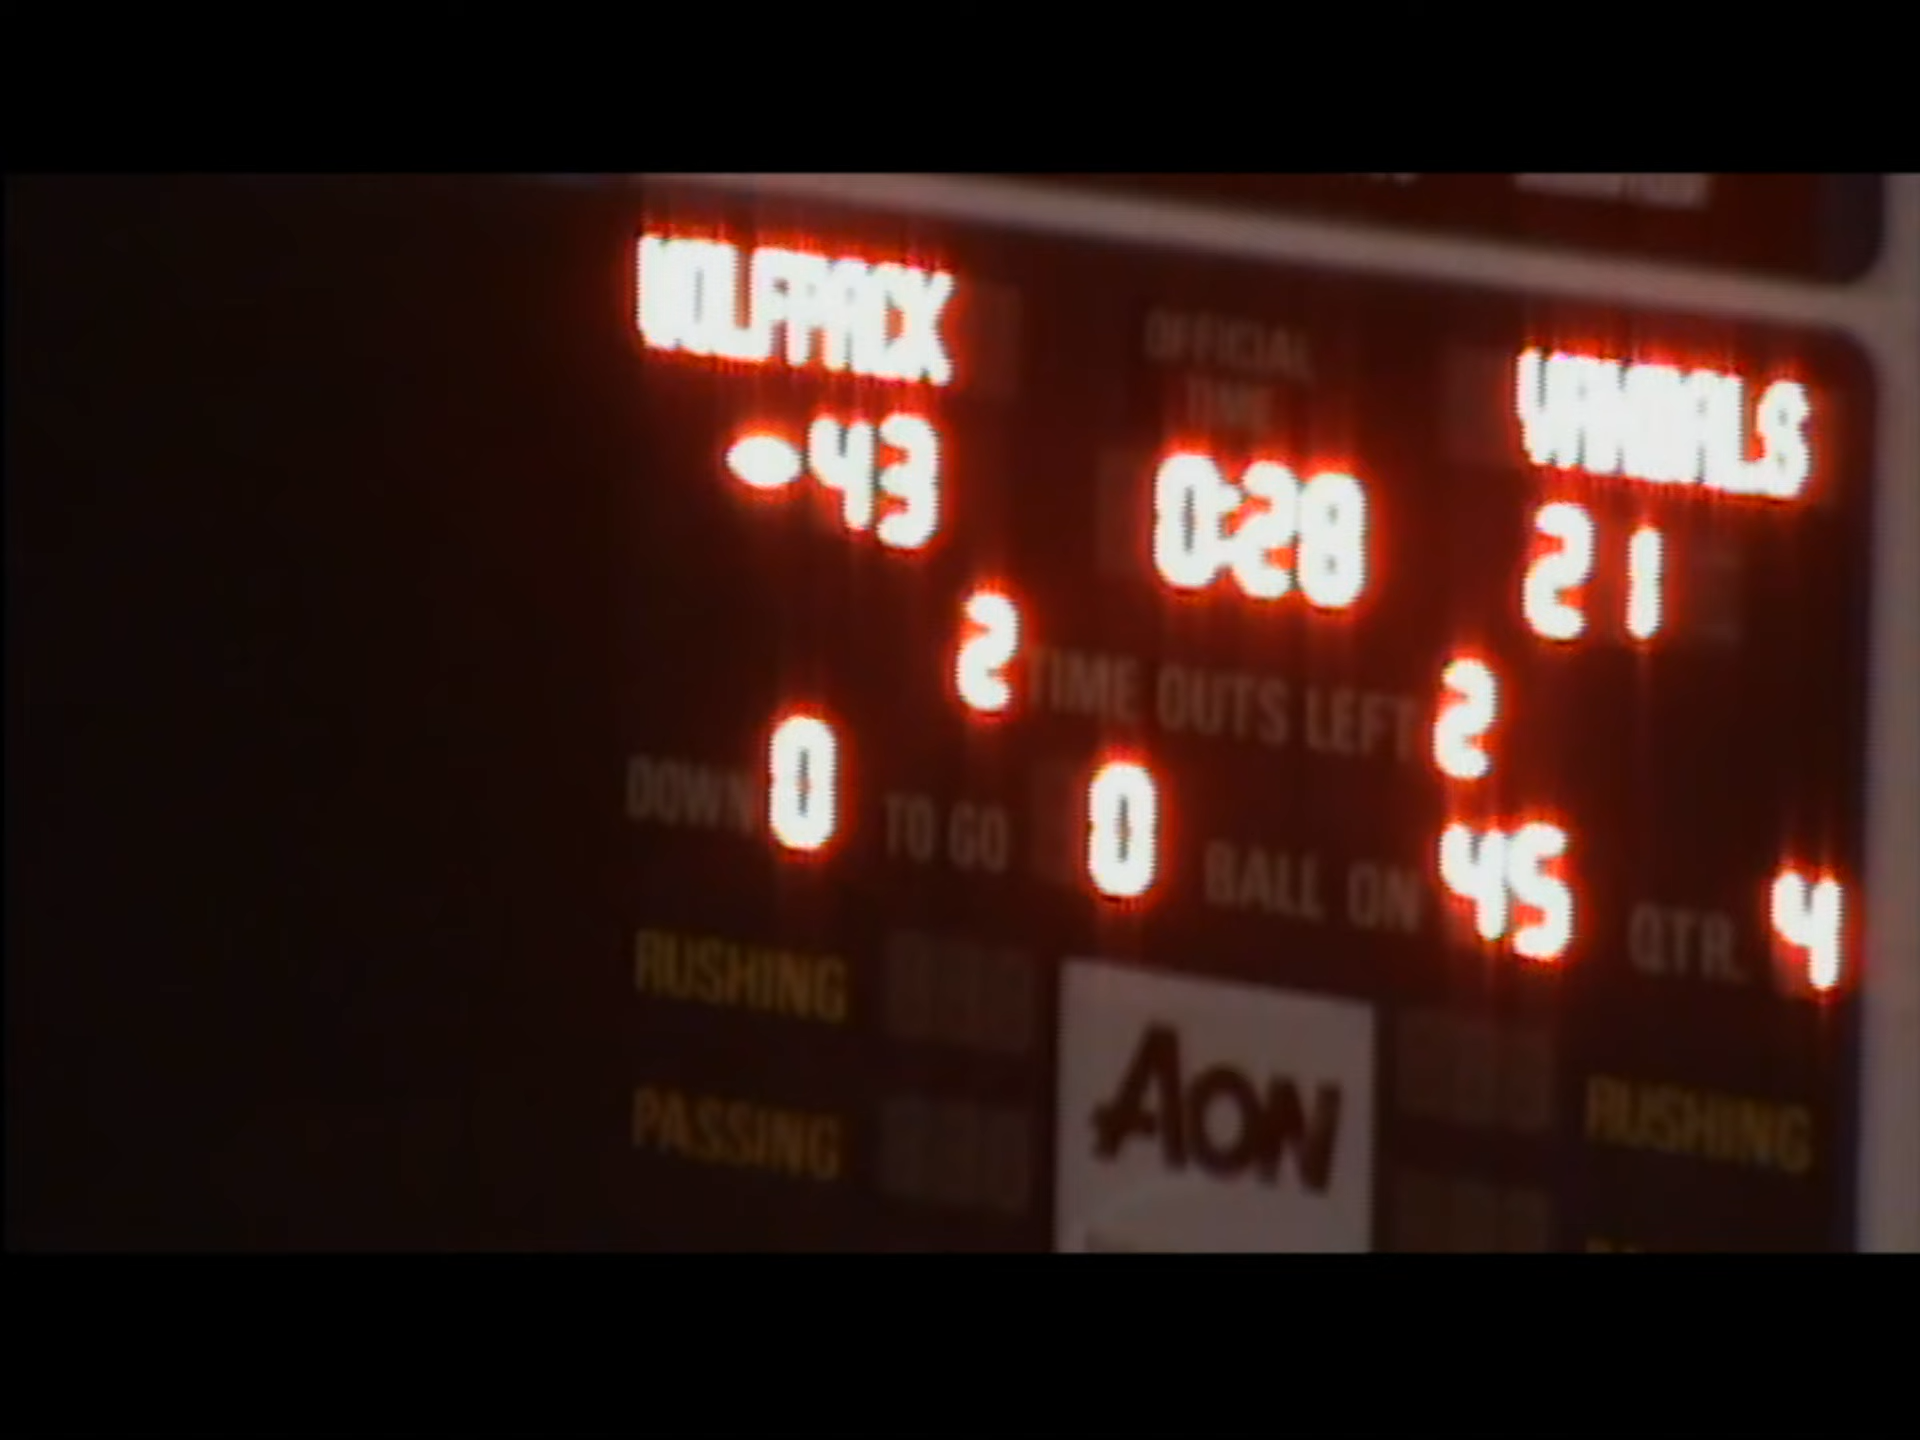 WOLFPACK
VANDALS
OFFICIAL
TIME
43
0:28
21
2 TIME OUTS LEFT 2
DOWN 0 TO GO 0 BALL ON 45 QTR. 4
RUSHING
RUSHING
PASSING
AON